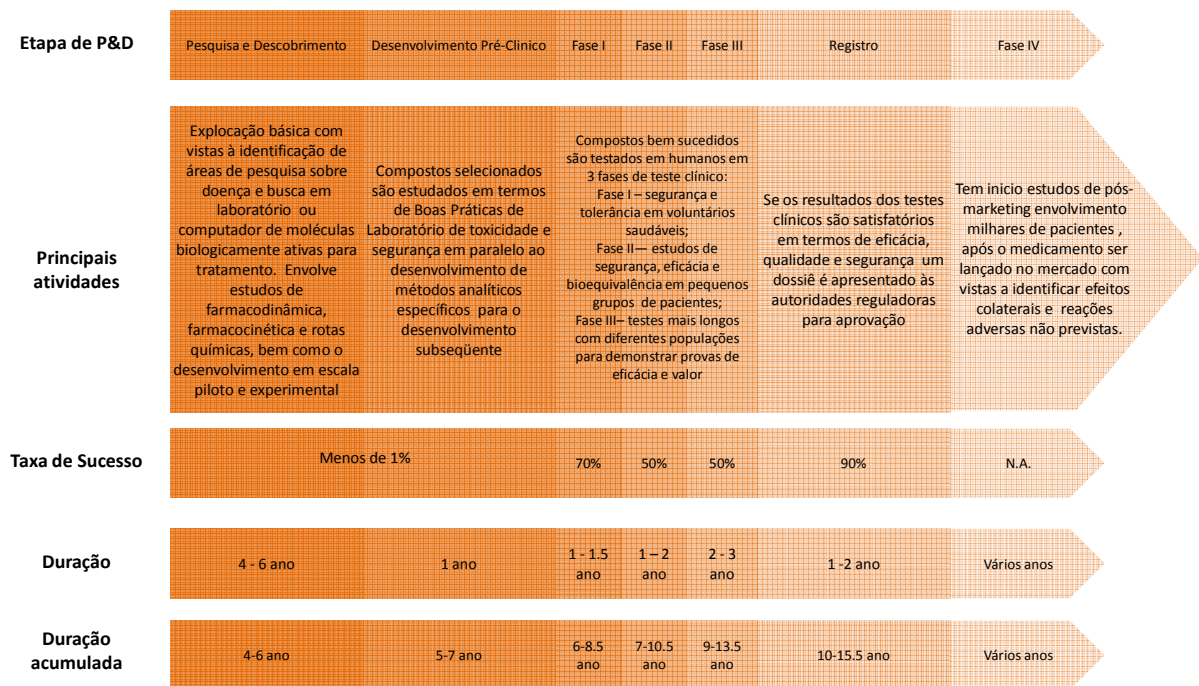 Etapa de P&D
Pesquisa e Descobrimento
Desenvolvimento Pré-Clinico
Fase I
Fase II
Fase III
Registro
Fase IV
Principais
atividades
Explocação básica com
vistas à identificação de
áreas de pesquisa sobre
doença e busca em
laboratório ou
computador de moléculas
biologicamente ativas para
tratamento. Envolve
estudos de
farmacodinâmica,
farmacocinética e rotas
químicas, bem como o
desenvolvimento em escala
piloto e experimental
Compostos selecionados
são estudados em termos
de Boas Práticas de
Laboratório de toxicidade e
segurança em paralelo ao
desenvolvimento de
métodos analíticos
específicos para o
desenvolvimento
subseqüente
Compostos bem sucedidos
são testados em humanos em
3 fases de teste clínico:
Fase I – segurança e
tolerância em voluntários
saudáveis;
Fase II— estudos de
segurança, eficácia e
bioequivalência em pequenos
grupos de pacientes;
Fase III– testes mais longos
com diferentes populações
para demonstrar provas de
eficácia e valor
Se os resultados dos testes
clínicos são satisfatórios
em termos de eficácia,
qualidade e segurança um
dossiê é apresentado às
autoridades reguladoras
para aprovação
Tem inicio estudos de pós-
marketing envolvimento
milhares de pacientes ,
após o medicamento ser
lançado no mercado com
vistas a identificar efeitos
colaterais e reações
adversas não previstas.
Taxa de Sucesso
Menos de 1%
70%
50%
50%
90%
N.A.
Duração
4 - 6 ano
1 ano
1 - 1.5
ano
1 – 2
ano
2 - 3
ano
1 -2 ano
Vários anos
Duração
acumulada
4-6 ano
5-7 ano
6-8.5
ano
7-10.5
ano
9-13.5
ano
10-15.5 ano
Vários anos